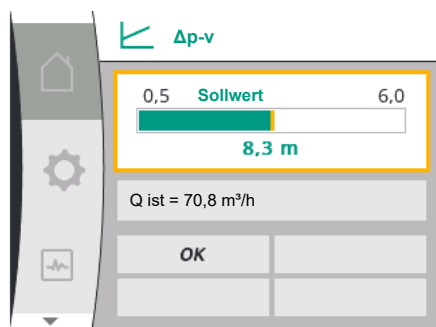 Δp-v
0,5 Sollwert 6,0
8,3 m
Q ist = 70,8 m³/h
OK